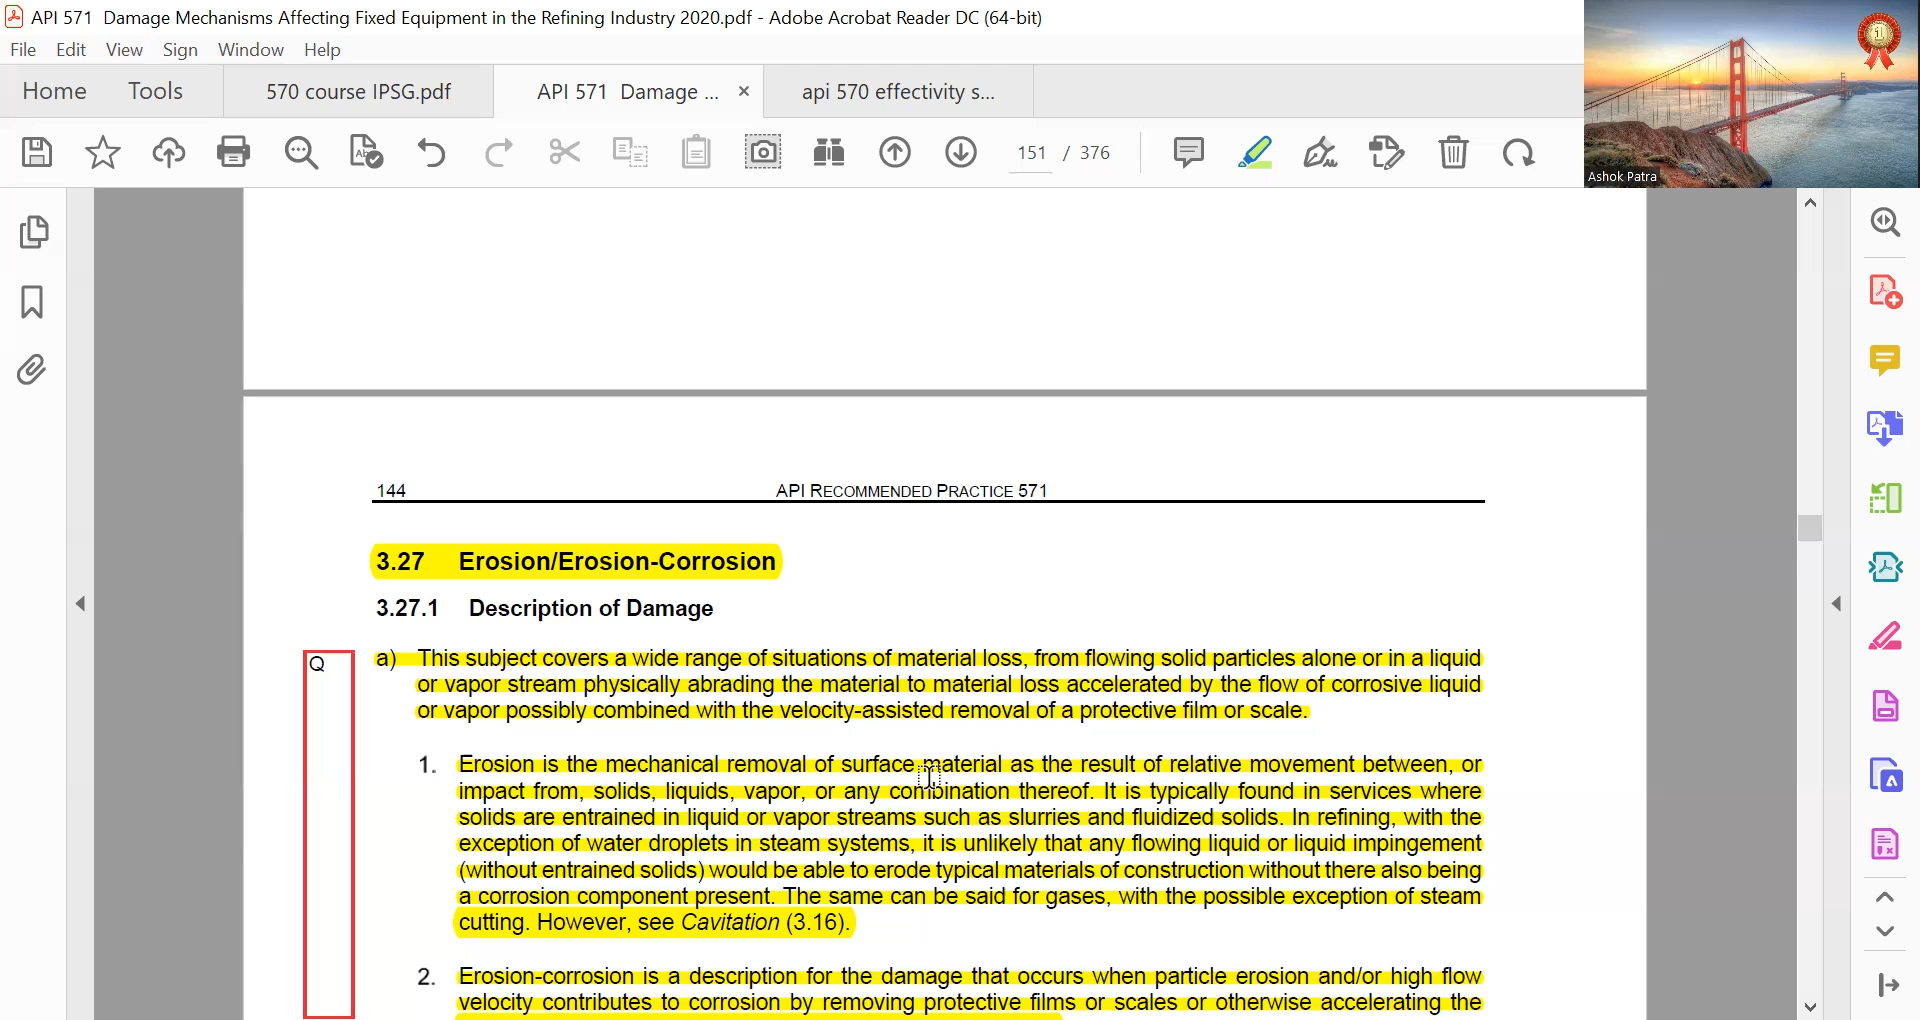 API 571  Damage Mechanisms Affecting Fixed Equipment in the Refining Industry 2020.pdf - Adobe Acrobat Reader DC (64-bit)
File Edit View Sign Window Help
Home Tools 570 course IPSG.pdf API 571 Damage ... × api 570 effectivity s...
151 / 376
1
Ashok Patra
144 API RECOMMENDED PRACTICE 571
3.27 Erosion/Erosion-Corrosion
3.27.1 Description of Damage
Q
a) This subject covers a wide range of situations of material loss, from flowing solid particles alone or in a liquid
or vapor stream physically abrading the material to material loss accelerated by the flow of corrosive liquid
or vapor possibly combined with the velocity-assisted removal of a protective film or scale.
1. Erosion is the mechanical removal of surface material as the result of relative movement between, or
impact from, solids, liquids, vapor, or any combination thereof. It is typically found in services where
solids are entrained in liquid or vapor streams such as slurries and fluidized solids. In refining, with the
exception of water droplets in steam systems, it is unlikely that any flowing liquid or liquid impingement
(without entrained solids) would be able to erode typical materials of construction without there also being
a corrosion component present. The same can be said for gases, with the possible exception of steam
cutting. However, see Cavitation (3.16).
2. Erosion-corrosion is a description for the damage that occurs when particle erosion and/or high flow
velocity contributes to corrosion by removing protective films or scales or otherwise accelerating the